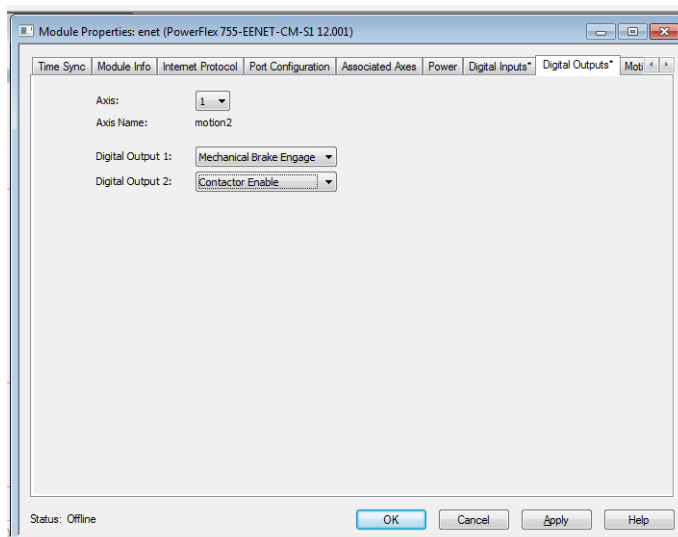 Module Properties: enet (PowerFlex 755-EENET-CM-S1 12.001)
Time Sync Module Info Internet Protocol Port Configuration Associated Axes Power Digital Inputs* Digital Outputs* Moti
Axis: 1
Axis Name: motion2
Digital Output 1: Mechanical Brake Engage
Digital Output 2: Contactor Enable
Status: Offline OK Cancel Apply Help